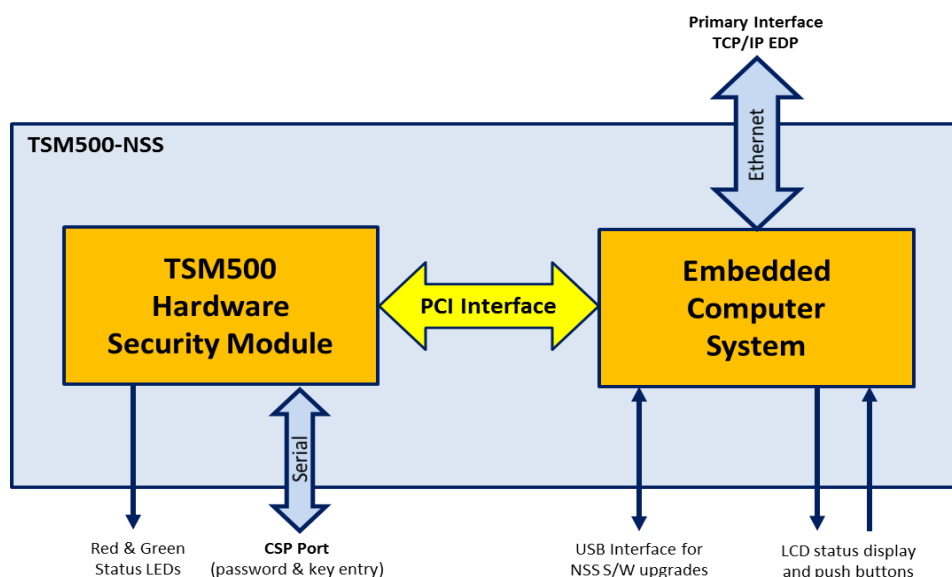 Primary Interface
TCP/IP EDP
Ethernet
TSM500-NSS
TSM500
Hardware
Security Module
PCI Interface
Embedded
Computer
System
Serial
Red & Green
Status LEDs
CSP Port
(password & key entry)
USB Interface for
NSS S/W upgrades
LCD status display
and push buttons